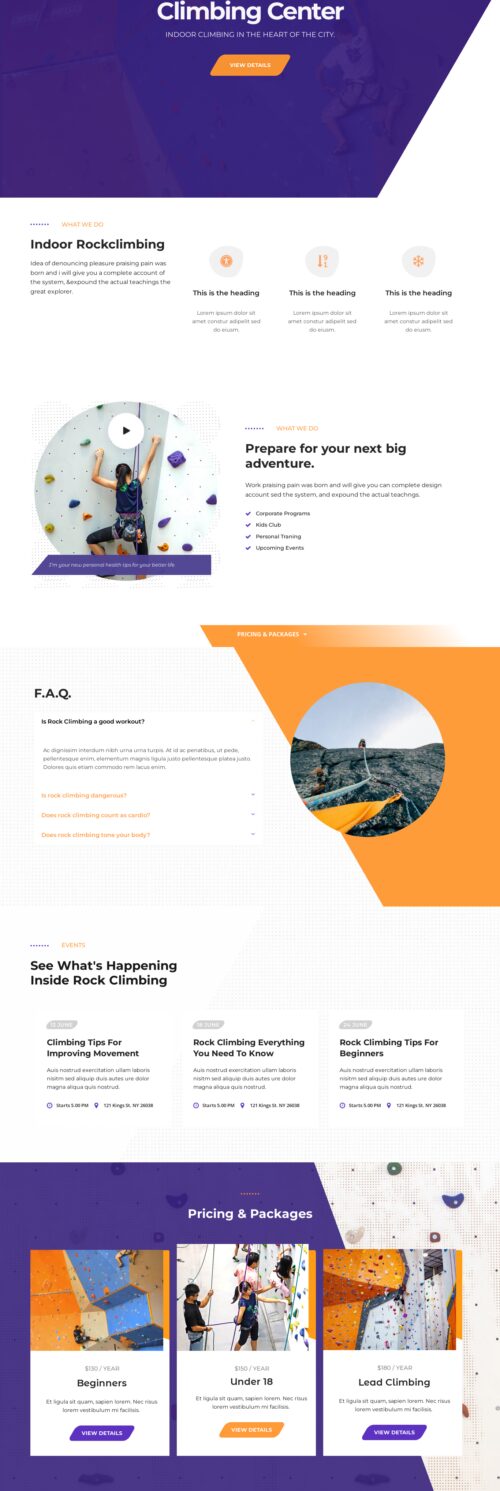 Climbing Center
INDOOR CLIMBING IN THE HEART OF THE CITY.
VIEW DETAILS
WHAT WE DO
Indoor Rockclimbing
Idea of denouncing pleasure praising pain was
born and i will give you a complete account of
the system, &expound the actual teachings the
great explorer.
This is the heading
Lorem ipsum dolor sit
amet constur adipelit sed
do eiusm.
9
1
This is the heading
Lorem ipsum dolor sit
amet constur adipelit sed
do eiusm.
This is the heading
Lorem ipsum dolor sit
amet constur adipelit sed
do eiusm.
I'm your new personal health tips for your better life.
WHAT WE DO
Prepare for your next big
adventure.
Work praising pain was born and will give you can complete design
account sed the system, and expound the actual teachngs.
Corporate Programs
Kids Club
Personal Traning
Upcoming Events
PRICING & PACKAGES
F.A.Q.
Is Rock Climbing a good workout?
Ac dignissim interdum nibh urna urna turpis. At id ac penatibus, ut pede,
pellentesque enim, elementum magnis ligula justo pellentesque platea justo.
Dolores quis etiam commodo rem lacus enim.
Is rock climbing dangerous?
Does rock climbing count as cardio?
Does rock climbing tone your body?
EVENTS
See What's Happening
Inside Rock Climbing
12 JUNE
Climbing Tips For
Improving Movement
Auis nostrud exercitation ullam laboris
nisitm sed aliquip duis autes ure dolor
magna aliqua quis nostrud.
Starts 5.00 PM 121 Kings St. NY 26038
18 JUNE
Rock Climbing Everything
You Need To Know
Auis nostrud exercitation ullam laboris
nisitm sed aliquip duis autes ure dolor
magna aliqua quis nostrud.
Starts 5.00 PM 121 Kings St. NY 26038
24 JUNE
Rock Climbing Tips For
Beginners
Auis nostrud exercitation ullam laboris
nisitm sed aliquip duis autes ure dolor
magna aliqua quis nostrud.
Starts 5.00 PM 121 Kings St. NY 26038
Pricing & Packages
$130 / YEAR
Beginners
Et ligula sit quam, sapien lorem. Nec risus
lorem vestibulum mi facilisis.
VIEW DETAILS
$150 / YEAR
Under 18
Et ligula sit quam, sapien lorem. Nec risus
lorem vestibulum mi facilisis.
VIEW DETAILS
$180 / YEAR
Lead Climbing
Et ligula sit quam, sapien lorem. Nec risus
lorem vestibulum mi facilisis.
VIEW DETAILS